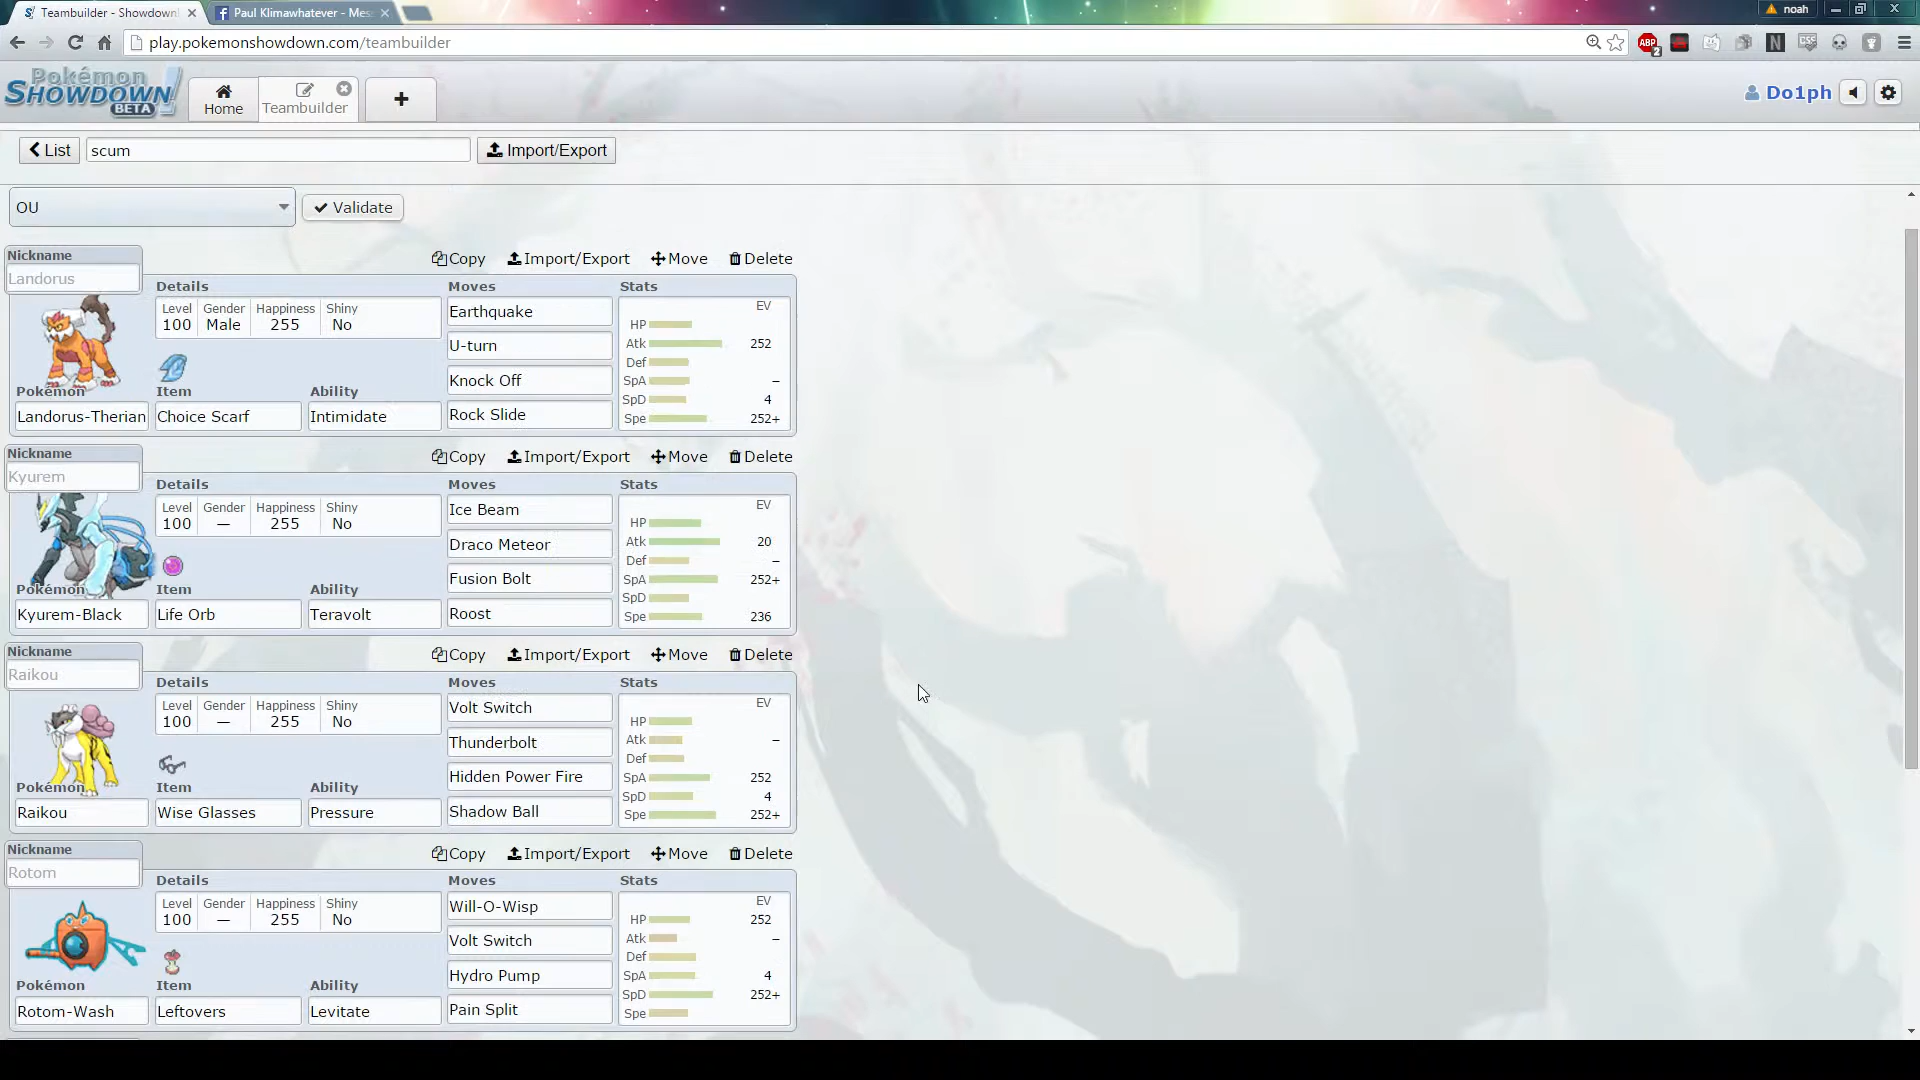 Teambuilder - Showdown!
Paul Klimawhatever - Mess
noah
play.pokemonshowdown.com/teambuilder
ABP
2
N
CSS
Pokémon
SHOWDOWN!
BETA
Home
Teambuilder
+
Do1ph
List
scum
Import/Export
OU
Validate
Nickname
Landorus
Copy Import/Export Move Delete
Details Moves Stats
Level Gender Happiness Shiny
100 Male 255 No
Earthquake
U-turn
Knock Off
Rock Slide
EV
HP
Atk 252
Def
SpA –
SpD 4
Spe 252+
Pokémon Item Ability
Landorus-Therian Choice Scarf Intimidate
Nickname
Kyurem
Copy Import/Export Move Delete
Details Moves Stats
Level Gender Happiness Shiny
100 — 255 No
Ice Beam
Draco Meteor
Fusion Bolt
Roost
EV
HP
Atk 20
Def –
SpA 252+
SpD
Spe 236
Pokémon Item Ability
Kyurem-Black Life Orb Teravolt
Nickname
Raikou
Copy Import/Export Move Delete
Details Moves Stats
Level Gender Happiness Shiny
100 — 255 No
Volt Switch
Thunderbolt
Hidden Power Fire
Shadow Ball
EV
HP
Atk –
Def
SpA 252
SpD 4
Spe 252+
Pokémon Item Ability
Raikou Wise Glasses Pressure
Nickname
Rotom
Copy Import/Export Move Delete
Details Moves Stats
Level Gender Happiness Shiny
100 — 255 No
Will-O-Wisp
Volt Switch
Hydro Pump
Pain Split
EV
HP 252
Atk –
Def
SpA 4
SpD 252+
Spe
Pokémon Item Ability
Rotom-Wash Leftovers Levitate